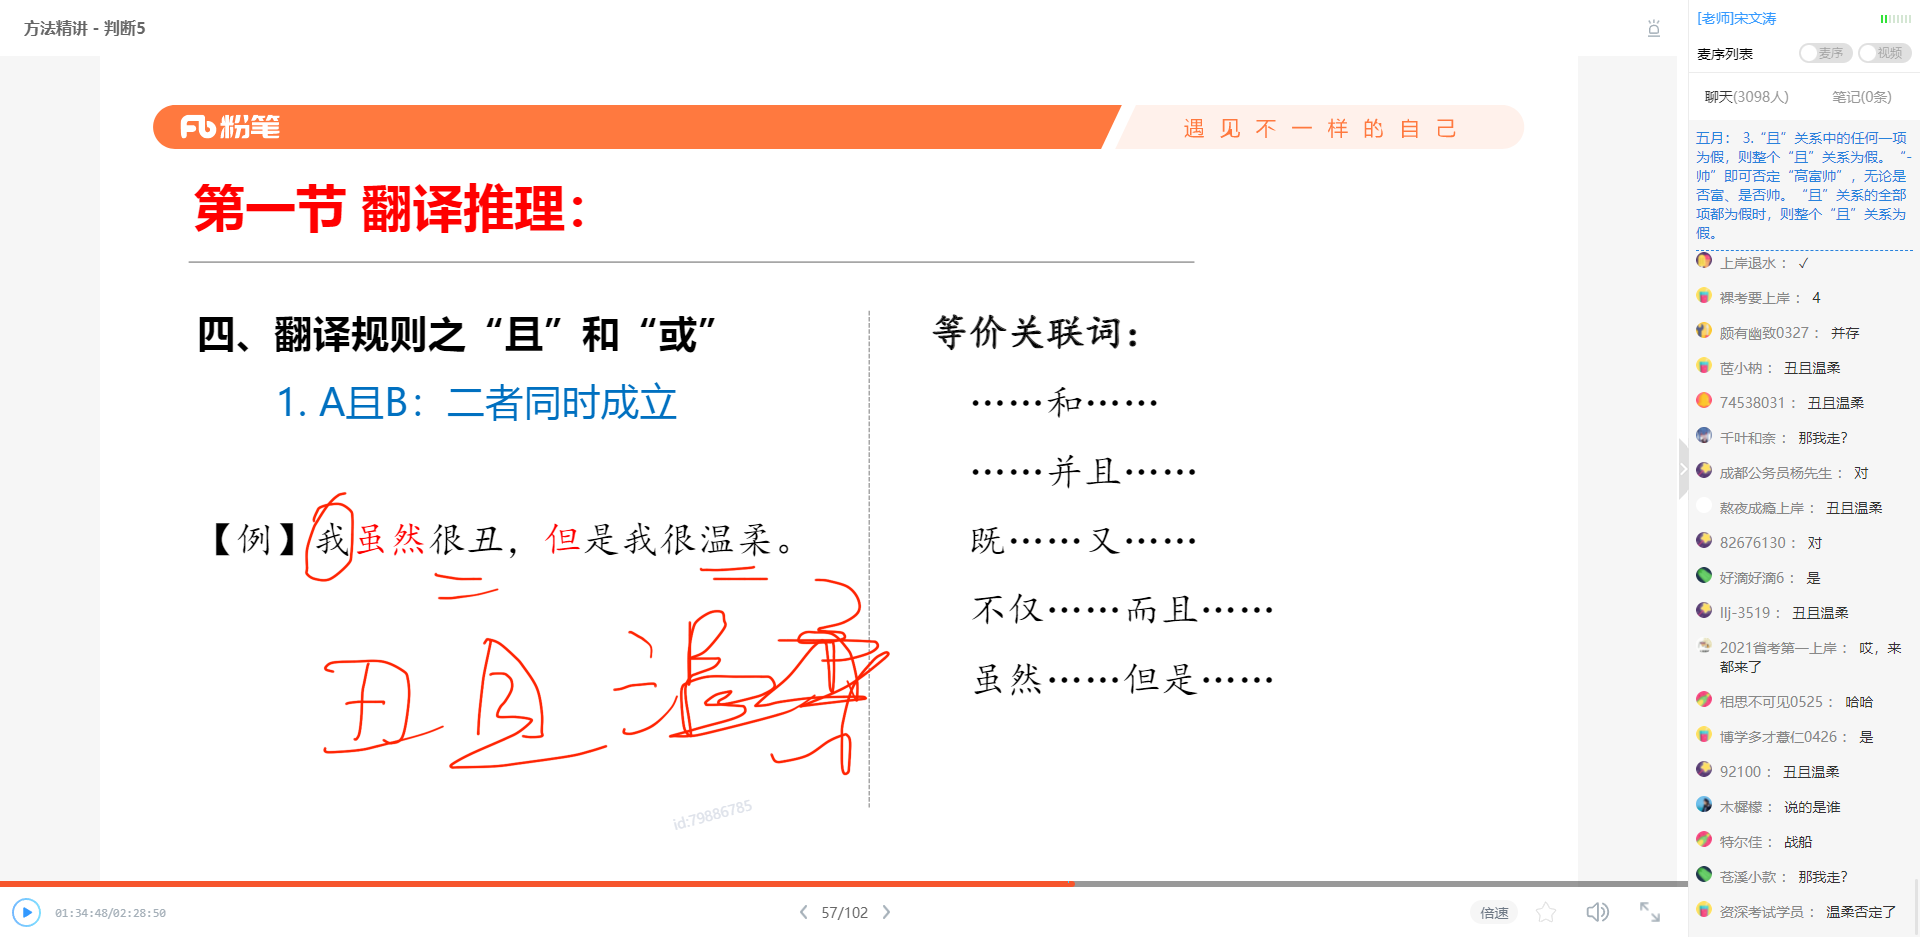 方法精讲 - 判断5
粉笔
遇见不一样的自己
第一节 翻译推理：
四、翻译规则之“且”和“或”
1. A且B：二者同时成立
【例】我虽然很丑，但是我很温柔。
丑且温柔
等价关联词：
……和……
……并且……
既……又……
不仅……而且……
虽然……但是……
id:79886785
01:34:48/02:28:50
57/102
倍速
[老师]宋文涛
麦序列表
麦序
视频
聊天(3098人)
笔记(0条)
五月： 3.“且”关系中的任何一项
为假，则整个“且”关系为假。“-
帅”即可否定“高富帅”，无论是
否富、是否帅。“且”关系的全部
项都为假时，则整个“且”关系为
假。
上岸退水： ✓
裸考要上岸： 4
颇有幽致0327： 并存
茝小枘： 丑且温柔
74538031： 丑且温柔
千叶和奈： 那我走?
成都公务员杨先生： 对
熬夜成瘾上岸： 丑且温柔
82676130： 对
好滴好滴6： 是
llj-3519： 丑且温柔
2021省考第一上岸： 哎，来
都来了
相思不可见0525： 哈哈
博学多才薏仁0426： 是
92100： 丑且温柔
木樨檬： 说的是谁
特尔佳： 战船
苍溪小款： 那我走?
资深考试学员： 温柔否定了